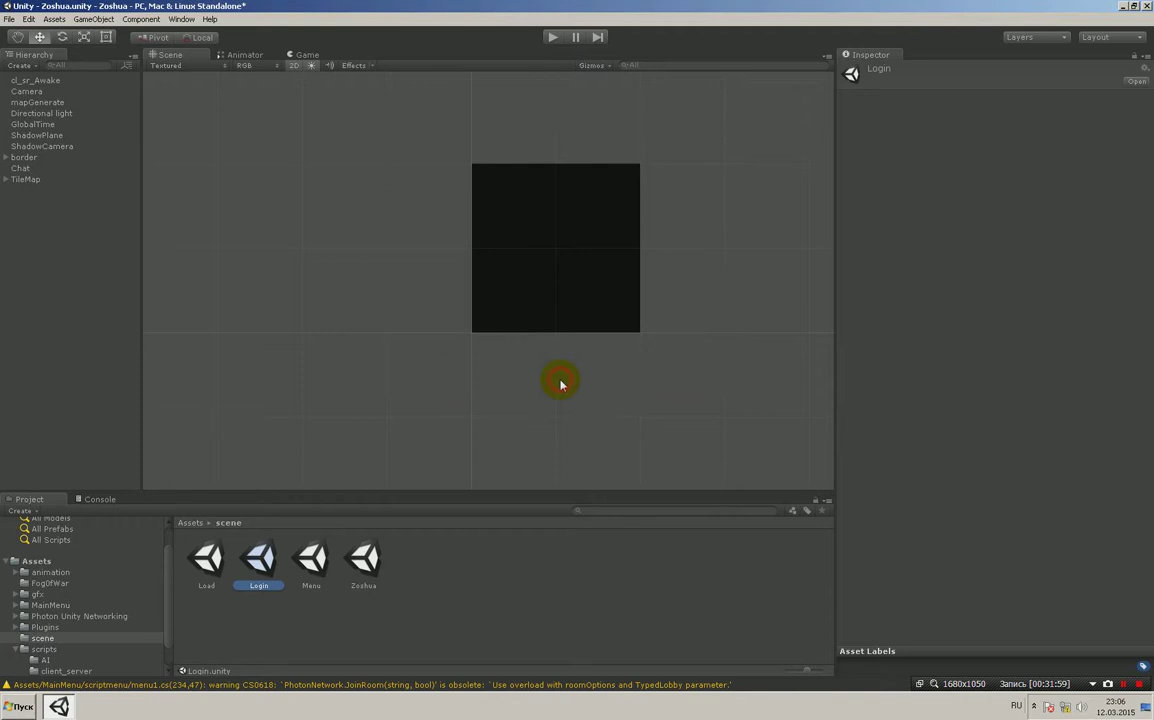 Unity - Zoshua.unity - Zoshua - PC, Mac & Linux Standalone*
File Edit Assets GameObject Component Window Help
Pivot Local Layers Layout
Hierarchy Scene Animator Game Inspector
Create All Textured RGB 2D Effects Gizmos All
Login
Open
cl_sr_Awake
Camera
mapGenerate
Directional light
GlobalTime
ShadowPlane
ShadowCamera
border
Chat
TileMap
Project Console
Create
All Models
All Prefabs
All Scripts
Assets
animation
FogOfWar
gfx
MainMenu
Photon Unity Networking
Plugins
scene
scripts
AI
client_server
Assets scene
Load Login Menu Zoshua
Login.unity
Asset Labels
Assets/MainMenu/scriptmenu/menu1.cs(234,47): warning CS0618: `PhotonNetwork.JoinRoom(string, bool)' is obsolete: `Use overload with roomOptions and TypedLobby parameter.'
1680x1050 Запись [00:31:59]
Пуск
RU
23:06
12.03.2015